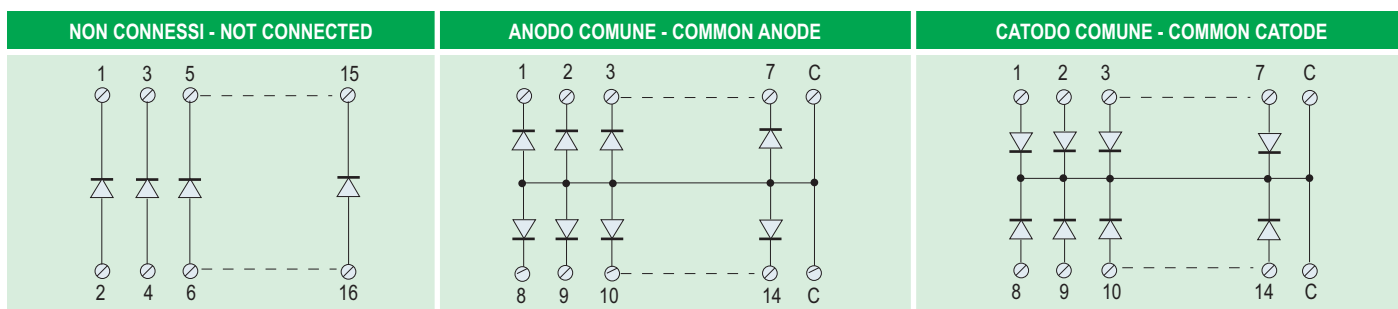 NON CONNESSI - NOT CONNECTED
1 3 5 15
2 4 6 16
ANODO COMUNE - COMMON ANODE
1 2 3 7 C
8 9 10 14 C
CATODO COMUNE - COMMON CATODE
1 2 3 7 C
8 9 10 14 C